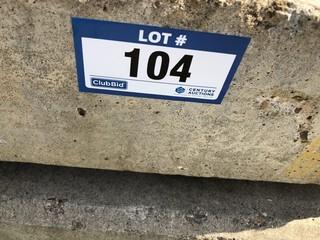 LOT #
104
ClubBid
CENTURY
AUCTIONS